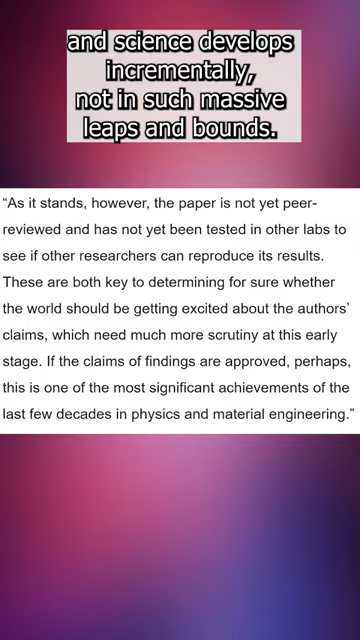 and science develops
incrementally,
not in such massive
leaps and bounds.
“As it stands, however, the paper is not yet peer-
reviewed and has not yet been tested in other labs to
see if other researchers can reproduce its results.
These are both key to determining for sure whether
the world should be getting excited about the authors’
claims, which need much more scrutiny at this early
stage. If the claims of findings are approved, perhaps,
this is one of the most significant achievements of the
last few decades in physics and material engineering.”